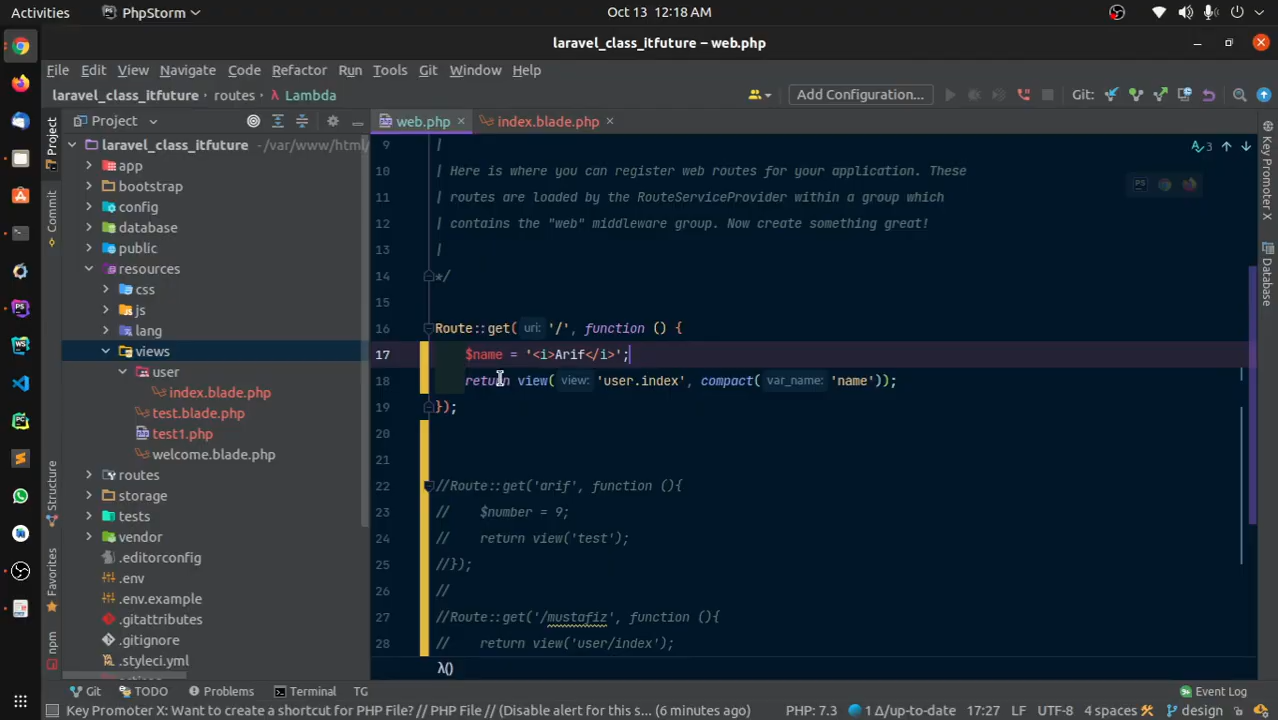 Activities PhpStorm Oct 13 12:18 AM
laravel_class_itfuture – web.php
File Edit View Navigate Code Refactor Run Tools Git Window Help
laravel_class_itfuture routes λ Lambda Add Configuration... Git:
Project web.php index.blade.php
laravel_class_itfuture ~/var/www/html/
app
bootstrap
config
database
public
resources
css
js
lang
views
user
index.blade.php
test.blade.php
test1.php
welcome.blade.php
routes
storage
tests
vendor
.editorconfig
.env
.env.example
.gitattributes
.gitignore
.styleci.yml
Project
Commit
Structure
Favorites
npm
9 |
10 | Here is where you can register web routes for your application. These
11 | routes are loaded by the RouteServiceProvider within a group which
12 | contains the "web" middleware group. Now create something great!
13 |
14 */
15
16 Route::get( uri: '/', function () {
17 $name = '<i>Arif</i>';
18 return view( view: 'user.index', compact( var_name: 'name'));
19 });
20
21
22 //Route::get('arif', function (){
23 // $number = 9;
24 // return view('test');
25 //});
26 //
27 //Route::get('/mustafiz', function (){
28 // return view('user/index');
λ()
3
Key Promoter X
Database
Git TODO Problems Terminal TG Event Log
Key Promoter X: Want to create a shortcut for PHP File? // PHP File // (Disable alert for this s... (6 minutes ago) PHP: 7.3 1 Δ/up-to-date 17:27 LF UTF-8 4 spaces design